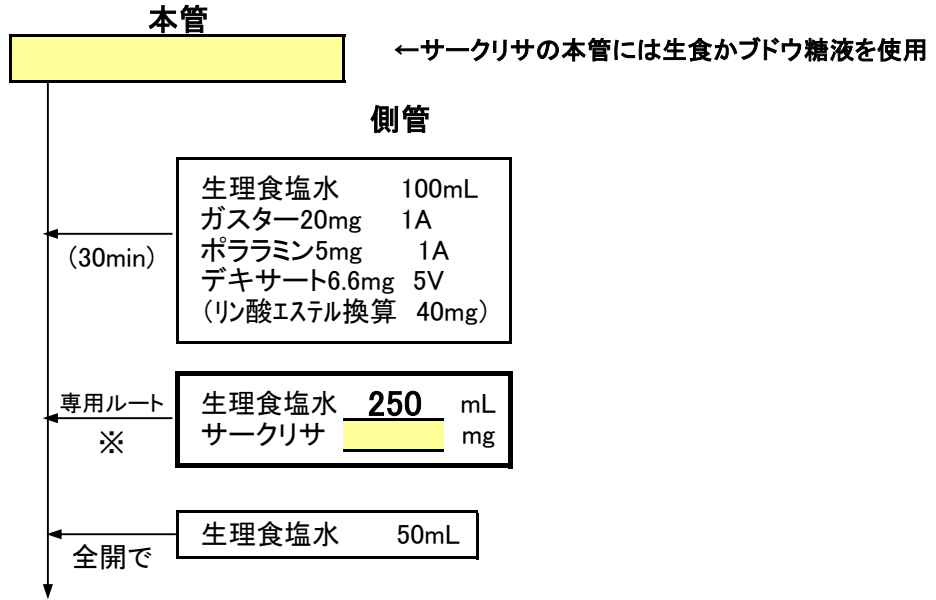 本管
←サークリサの本管には生食かブドウ糖液を使用
側管
生理食塩水 100mL
ガスター20mg 1A
(30min)
ポララミン5mg 1A
デキサート6.6mg 5V
(リン酸エステル換算 40mg)
専用ルート
※
生理食塩水 250 mL
サークリサ mg
生理食塩水 50mL
全開で